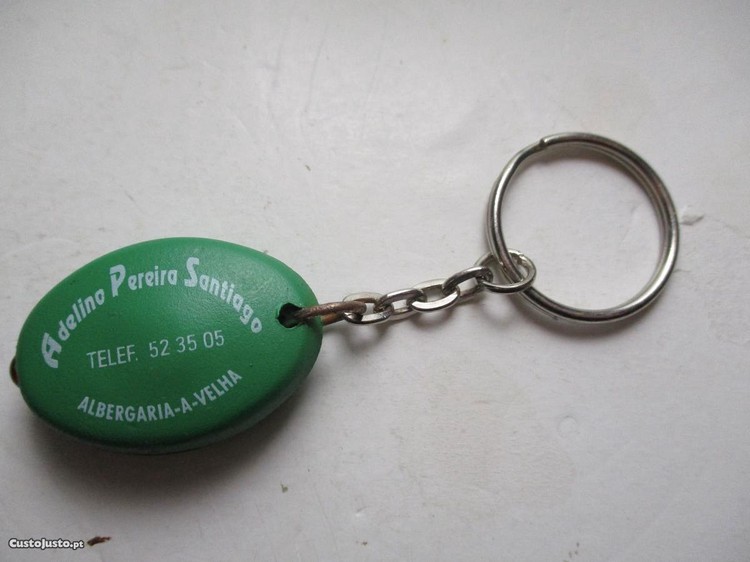 Adelino Pereira Santiago
TELEF. 52 35 05
ALBERGARIA-A-VELHA
CustoJusto.pt